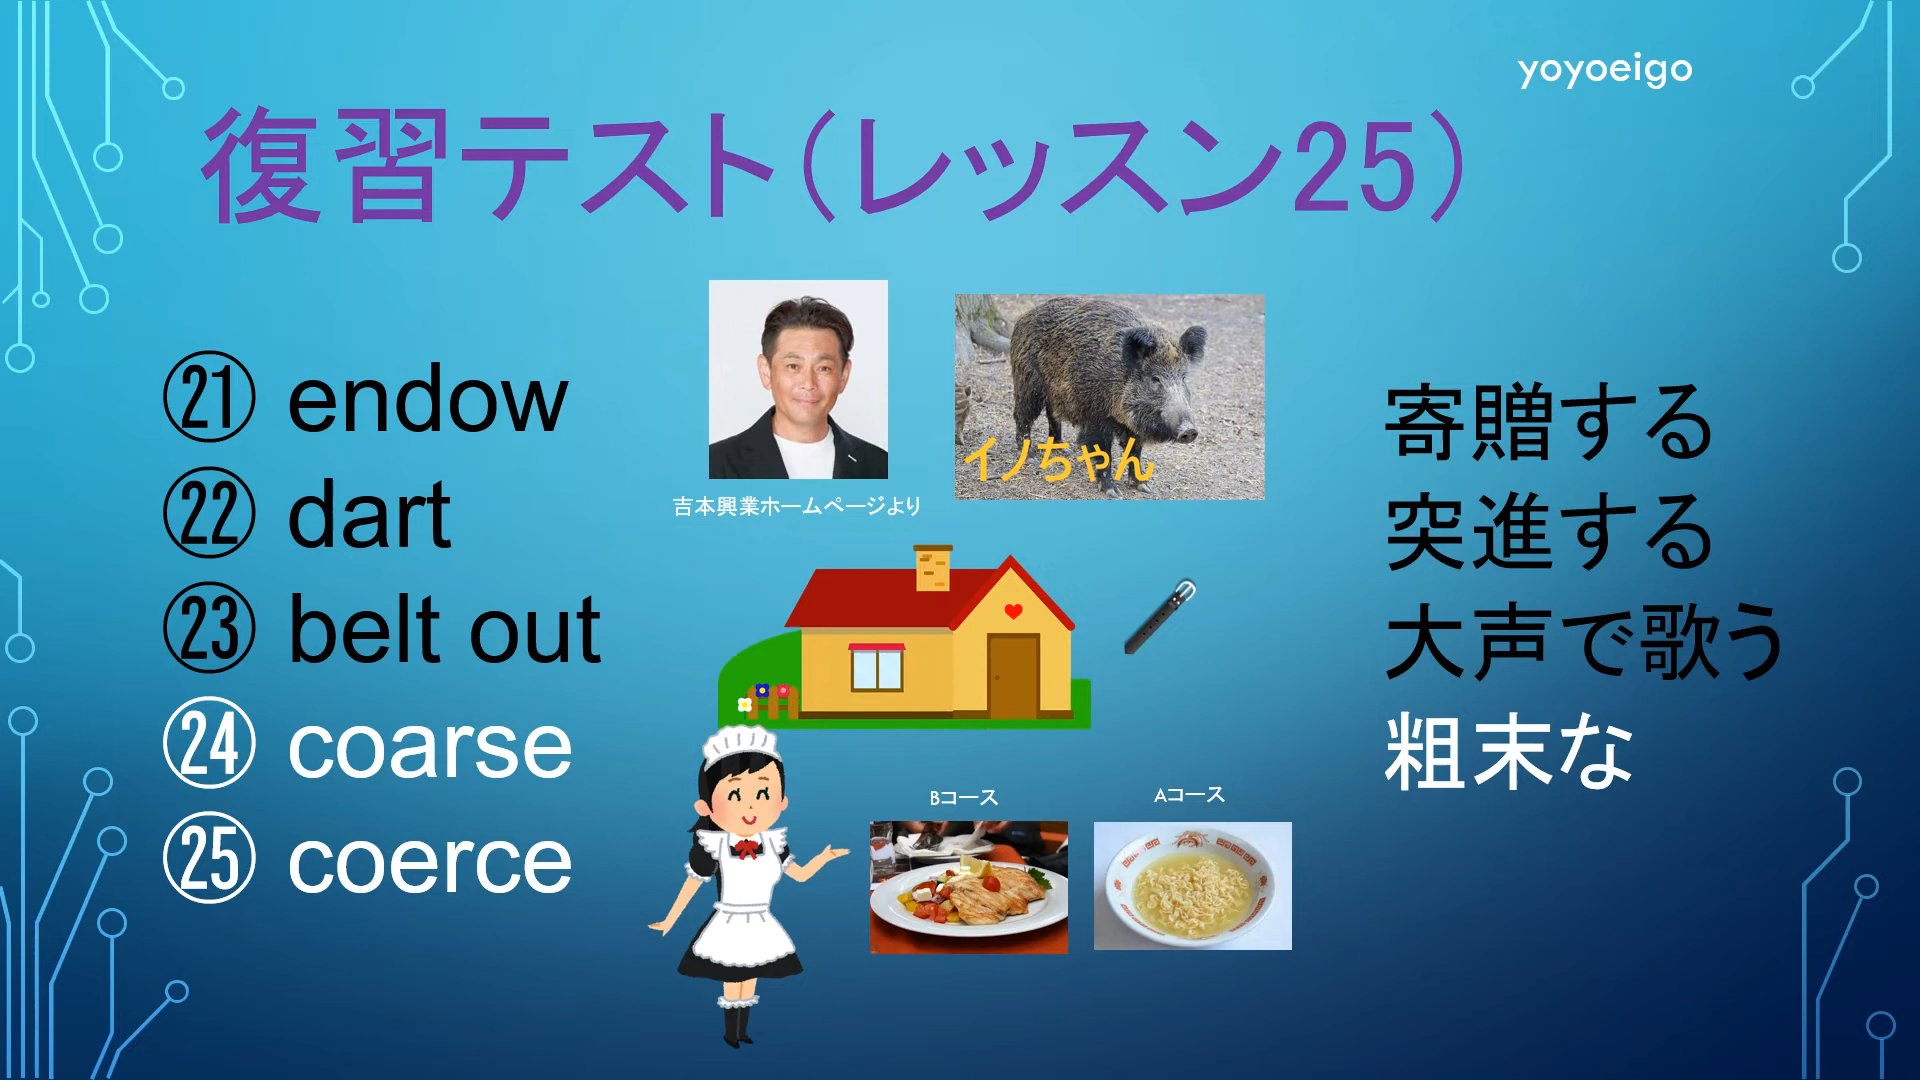 yoyoeigo
復習テスト(レッスン25)
㉑ endow
㉒ dart
㉓ belt out
㉔ coarse
㉕ coerce
吉本興業ホームページより
イノちゃん
Bコース
Aコース
寄贈する
突進する
大声で歌う
粗末な